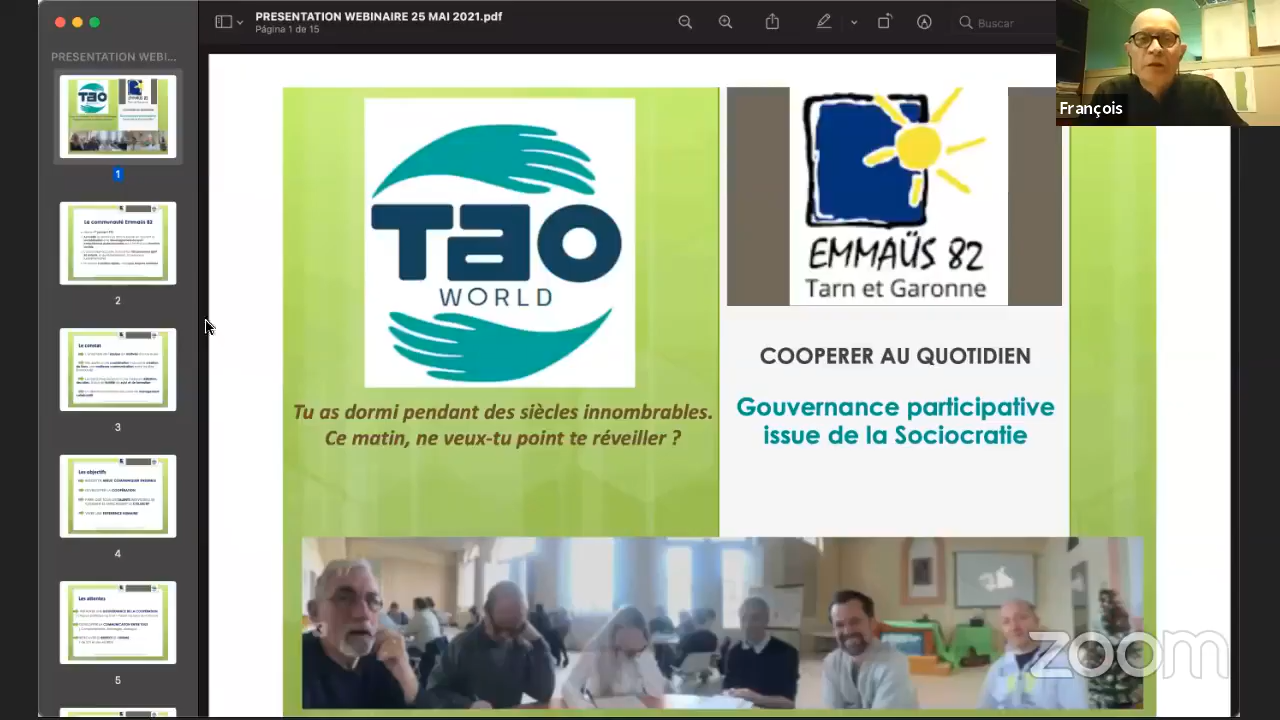 PRESENTATION WEBINAIRE 25 MAI 2021.pdf
Página 1 de 15
Buscar
François
PRESENTATION WEBI...
1
Le communauté Emmaüs 82
2
Le constat
3
Les objectifs
4
Les attentes
5
TAO
WORLD
Tu as dormi pendant des siècles innombrables.
Ce matin, ne veux-tu point te réveiller ?
EMMAÜS 82
Tarn et Garonne
COOPERER AU QUOTIDIEN
Gouvernance participative
issue de la Sociocratie
zoom